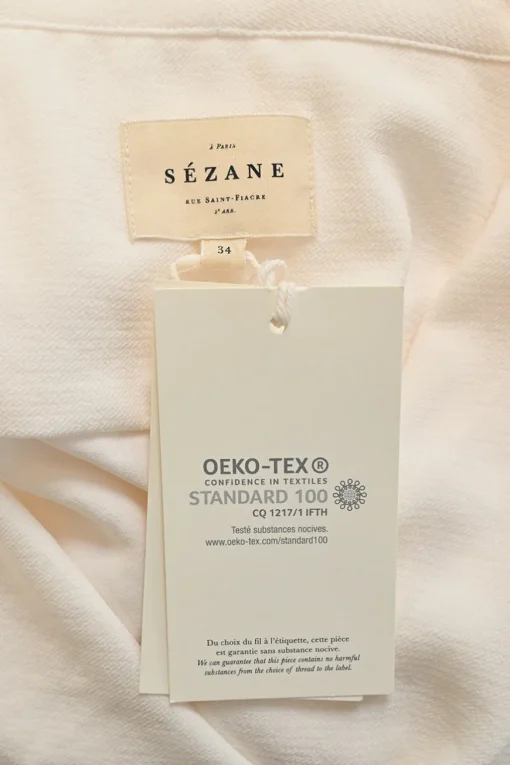 à Paris
SÉZANE
RUE SAINT-FIACRE
2e ARR.
34
OEKO-TEX®
CONFIDENCE IN TEXTILES
STANDARD 100
CQ 1217/1 IFTH
Testé substances nocives.
www.oeko-tex.com/standard100
Du choix du fil à l'étiquette, cette pièce
est garantie sans substance nocive.
We can guarantee that this piece contains no harmful
substances from the choice of thread to the label.